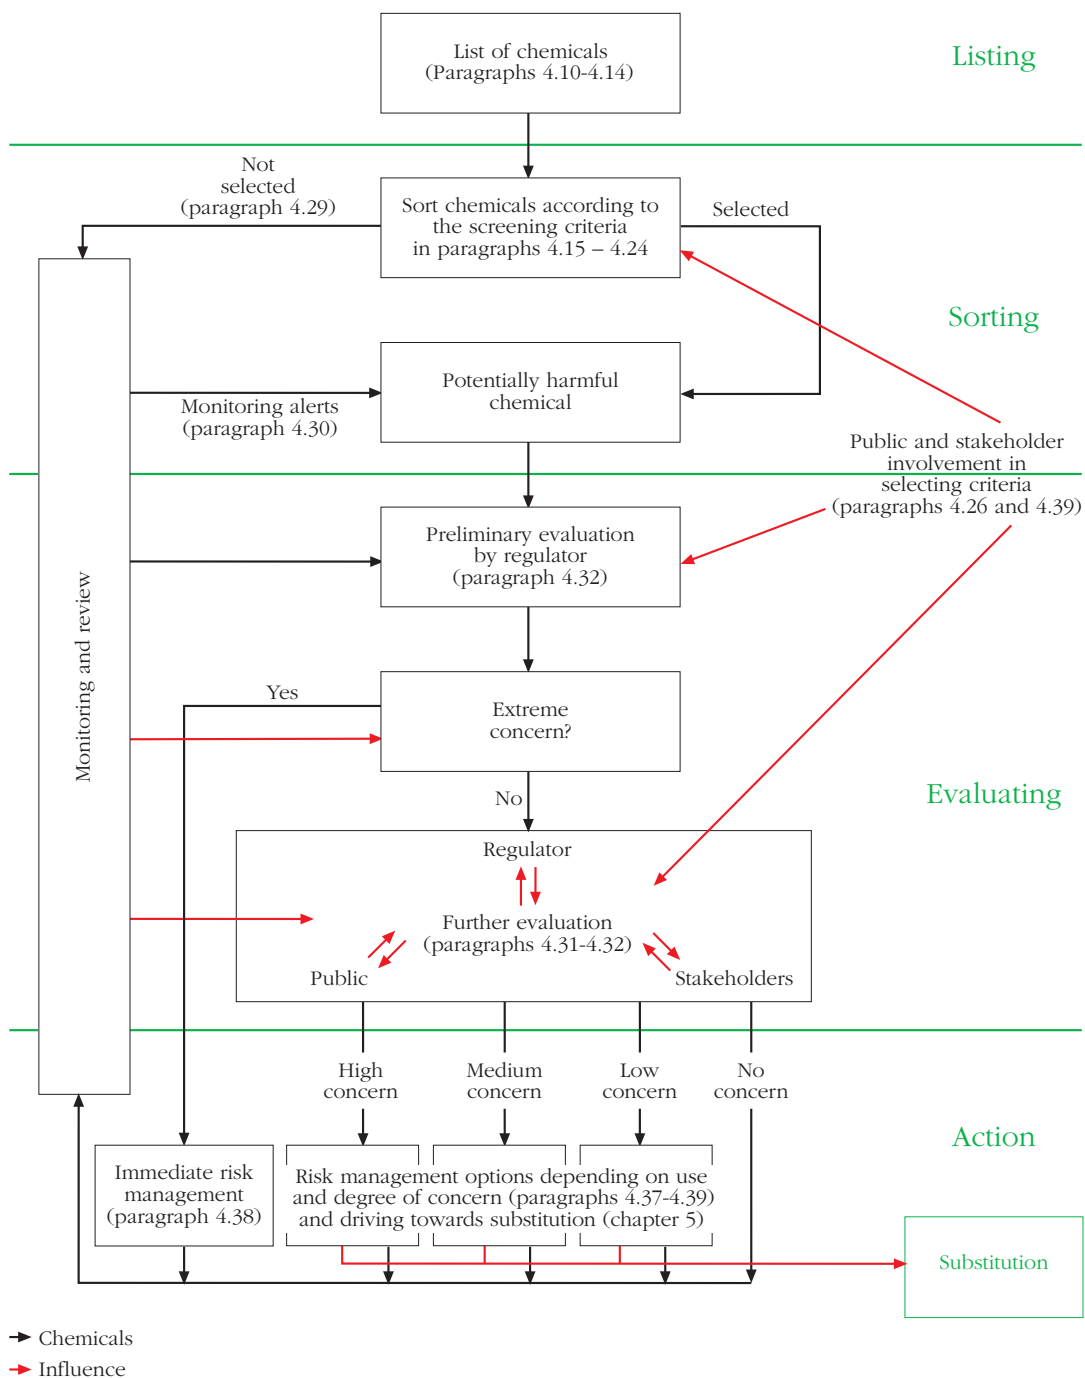 List of chemicals
(Paragraphs 4.10-4.14)
Listing
Not
selected
(paragraph 4.29)
Sort chemicals according to
the screening criteria
in paragraphs 4.15 – 4.24
Selected
Sorting
Potentially harmful
chemical
Monitoring alerts
(paragraph 4.30)
Public and stakeholder
involvement in
selecting criteria
(paragraphs 4.26 and 4.39)
Preliminary evaluation
by regulator
(paragraph 4.32)
Monitoring and review
Yes
Extreme
concern?
No
Evaluating
Regulator
Further evaluation
(paragraphs 4.31-4.32)
Public
Stakeholders
High
concern
Medium
concern
Low
concern
No
concern
Action
Immediate risk
management
(paragraph 4.38)
Risk management options depending on use
and degree of concern (paragraphs 4.37-4.39)
and driving towards substitution (chapter 5)
Substitution
Chemicals
Influence